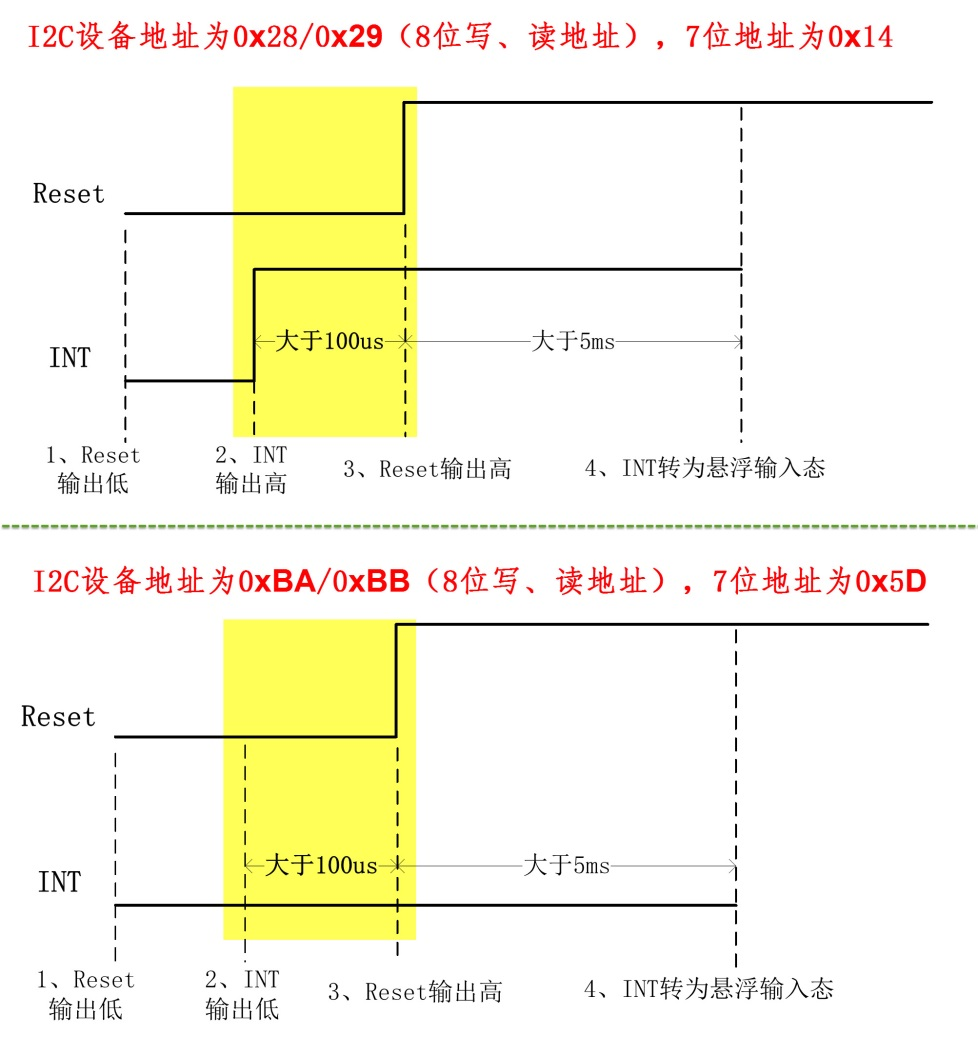 I2C设备地址为0x28/0x29（8位写、读地址），7位地址为0x14
Reset
INT
大于100us
大于5ms
1、Reset
输出低
2、INT
输出高
3、Reset输出高
4、INT转为悬浮输入态
I2C设备地址为0xBA/0xBB（8位写、读地址），7位地址为0x5D
Reset
大于100us
大于5ms
INT
1、Reset
输出低
2、INT
输出低
3、Reset输出高
4、INT转为悬浮输入态